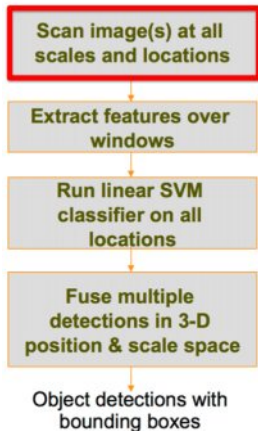 Scan image(s) at all
scales and locations
Extract features over
windows
Run linear SVM
classifier on all
locations
Fuse multiple
detections in 3-D
position & scale space
Object detections with
bounding boxes